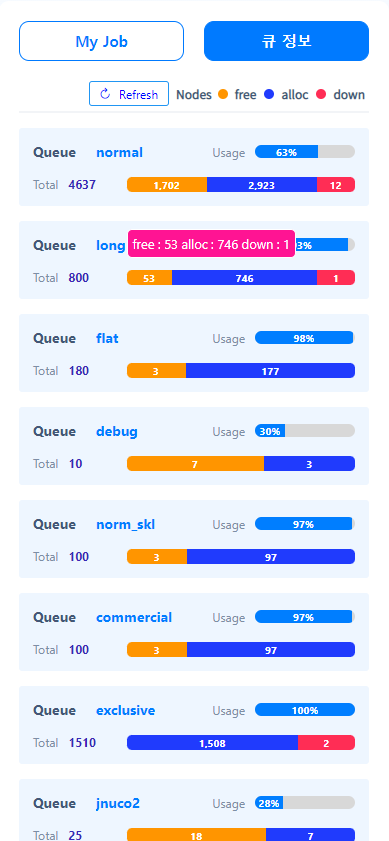 My Job 큐 정보
Refresh Nodes free alloc down
Queue normal Usage 63%
Total 4637 1,702 2,923 12
Queue long free : 53 alloc : 746 down : 1 3%
Total 800 53 746 1
Queue flat Usage 98%
Total 180 3 177
Queue debug Usage 30%
Total 10 7 3
Queue norm_skl Usage 97%
Total 100 3 97
Queue commercial Usage 97%
Total 100 3 97
Queue exclusive Usage 100%
Total 1510 1,508 2
Queue jnuco2 Usage 28%
Total 25 18 7